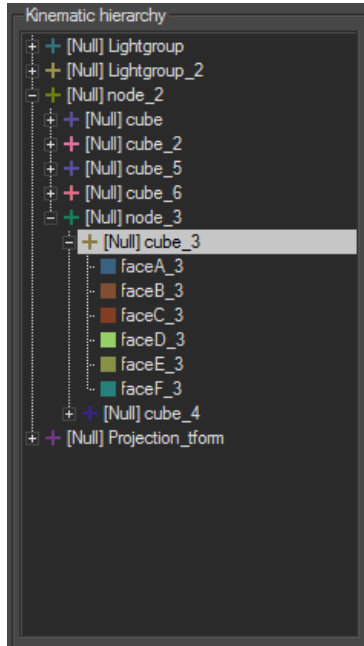 Kinematic hierarchy
[Null] Lightgroup
[Null] Lightgroup_2
[Null] node_2
[Null] cube
[Null] cube_2
[Null] cube_5
[Null] cube_6
[Null] node_3
[Null] cube_3
faceA_3
faceB_3
faceC_3
faceD_3
faceE_3
faceF_3
[Null] cube_4
[Null] Projection_tform